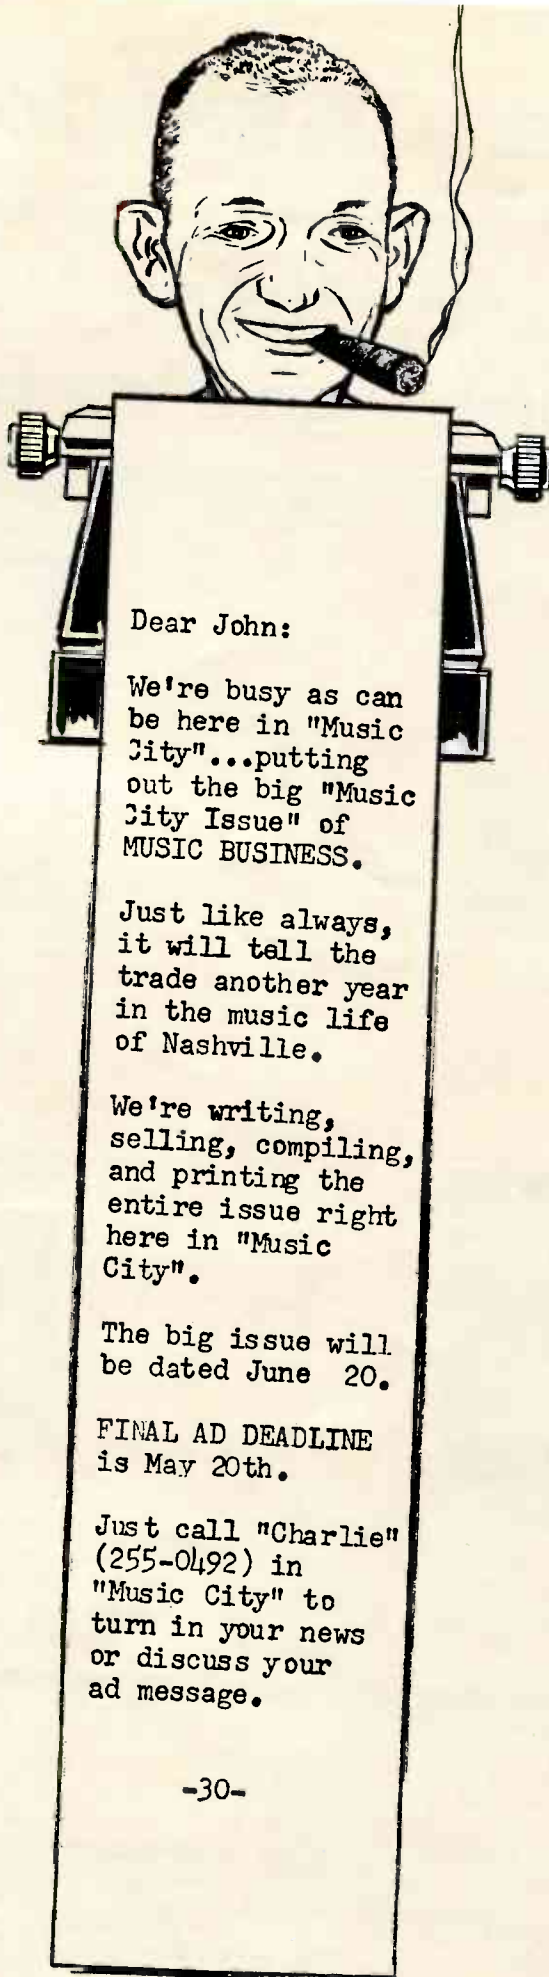 Dear John:
We're busy as can
be here in "Music
City"...putting
out the big "Music
City Issue" of
MUSIC BUSINESS.
Just like always,
it will tell the
trade another year
in the music life
of Nashville.
We're writing,
selling, compiling,
and printing the
entire issue right
here in "Music
City".
The big issue will
be dated June 20.
FINAL AD DEADLINE
is May 20th.
Just call "Charlie"
(255-0492) in
"Music City" to
turn in your news
or discuss your
ad message.
-30-